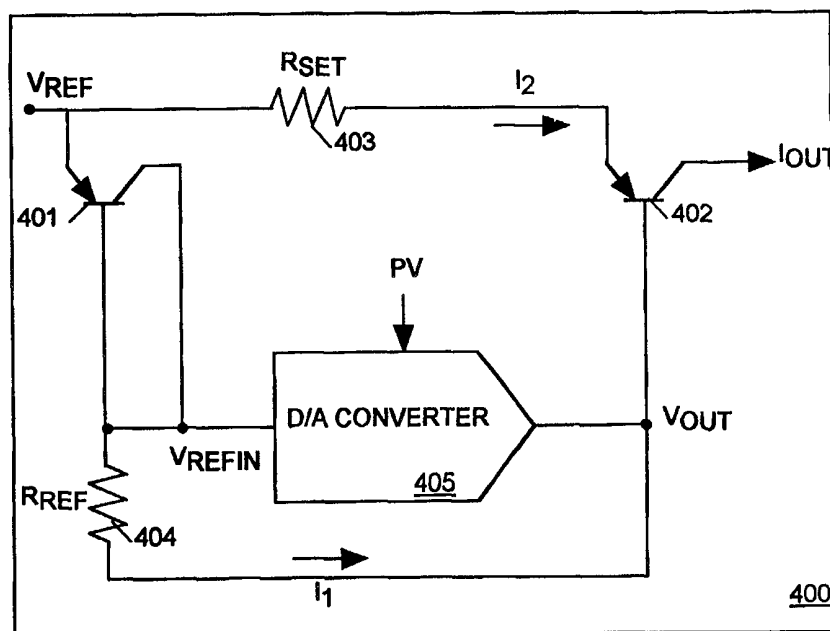 RSET
VREF
I2
403
IOUT
401
402
PV
D/A CONVERTER
VOUT
VREFIN
405
RREF
404
I1
400